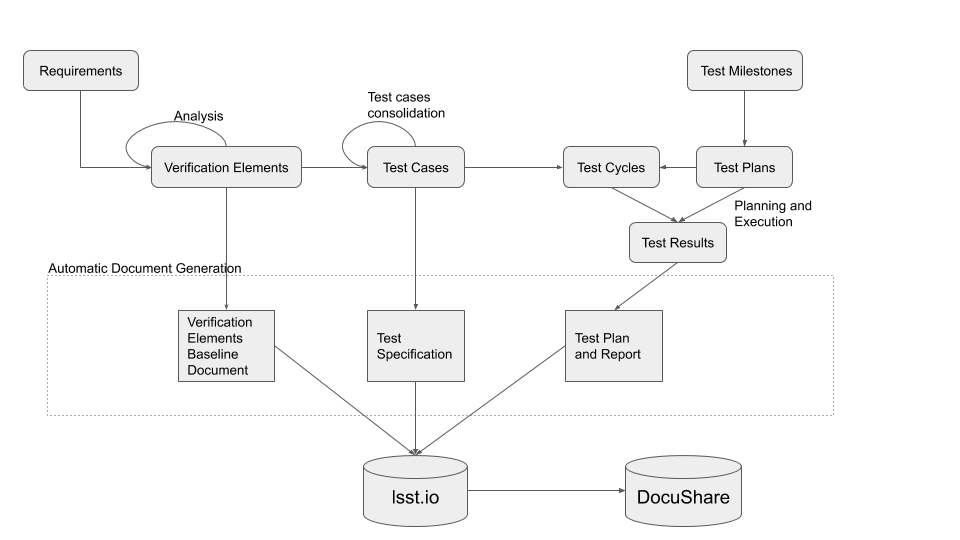 Requirements
Test Milestones
Analysis
Test cases
consolidation
Verification Elements
Test Cases
Test Cycles
Test Plans
Planning and
Execution
Test Results
Automatic Document Generation
Verification
Elements
Baseline
Document
Test
Specification
Test Plan
and Report
lsst.io
DocuShare